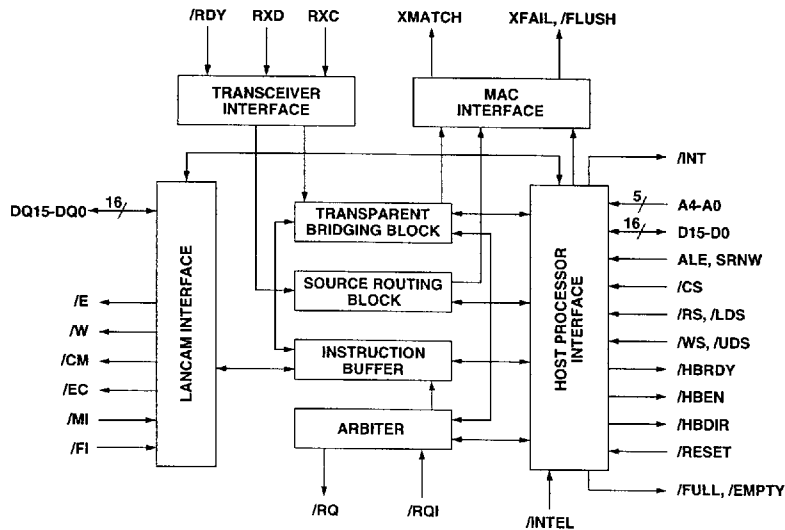 /RDY RXD RXC XMATCH XFAIL, /FLUSH
TRANSCEIVER
INTERFACE
MAC
INTERFACE
/INT
DQ15-DQ0 16
5 A4-A0
16 D15-D0
TRANSPARENT
BRIDGING BLOCK
ALE, SRNW
/CS
SOURCE ROUTING
BLOCK
LANCAM INTERFACE
HOST PROCESSOR
INTERFACE
/E
/W
/CM
/EC
/MI
/FI
/RS, /LDS
/WS, /UDS
/HBRDY
/HBEN
/HBDIR
/RESET
/FULL, /EMPTY
INSTRUCTION
BUFFER
ARBITER
/RQ /RQI /INTEL